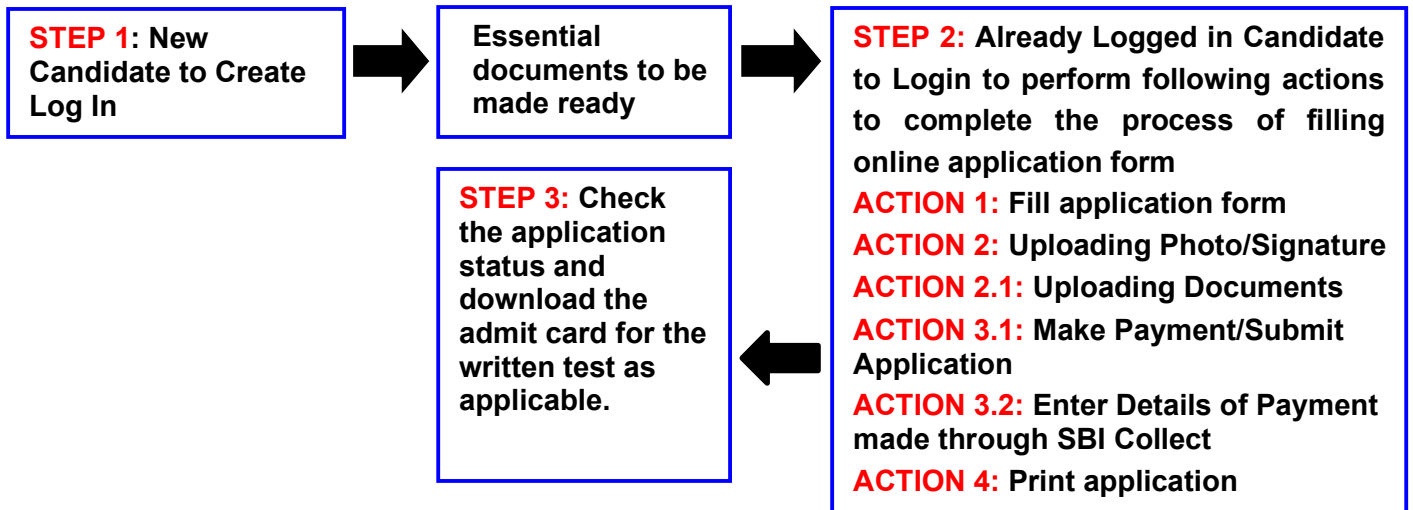 STEP 1: New
Candidate to Create
Log In
Essential
documents to be
made ready
STEP 2: Already Logged in Candidate
to Login to perform following actions
to complete the process of filling
online application form
ACTION 1: Fill application form
ACTION 2: Uploading Photo/Signature
ACTION 2.1: Uploading Documents
ACTION 3.1: Make Payment/Submit
Application
ACTION 3.2: Enter Details of Payment
made through SBI Collect
ACTION 4: Print application
STEP 3: Check
the application
status and
download the
admit card for the
written test as
applicable.